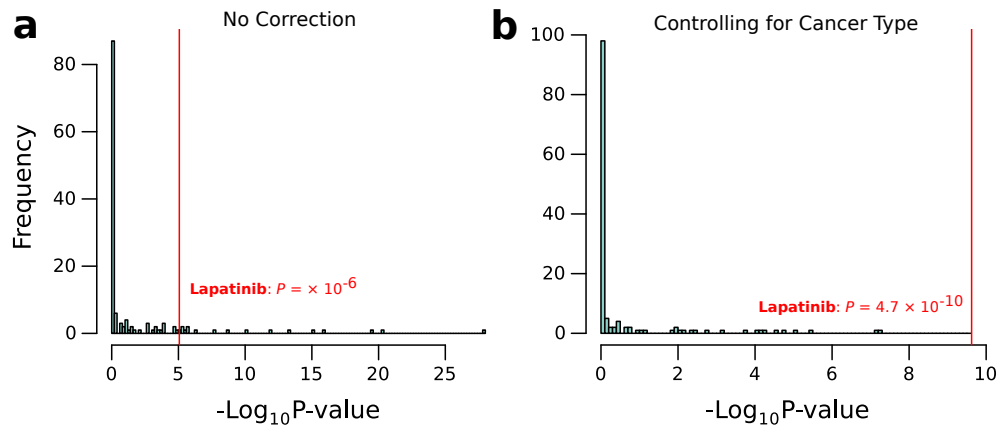 a
No Correction
Frequency
80
60
40
20
0
Lapatinib: P = × 10⁻⁶
0 5 10 15 20 25
-Log₁₀P-value
b
Controlling for Cancer Type
100
80
60
40
20
0
Lapatinib: P = 4.7 × 10⁻¹⁰
0 2 4 6 8 10
-Log₁₀P-value